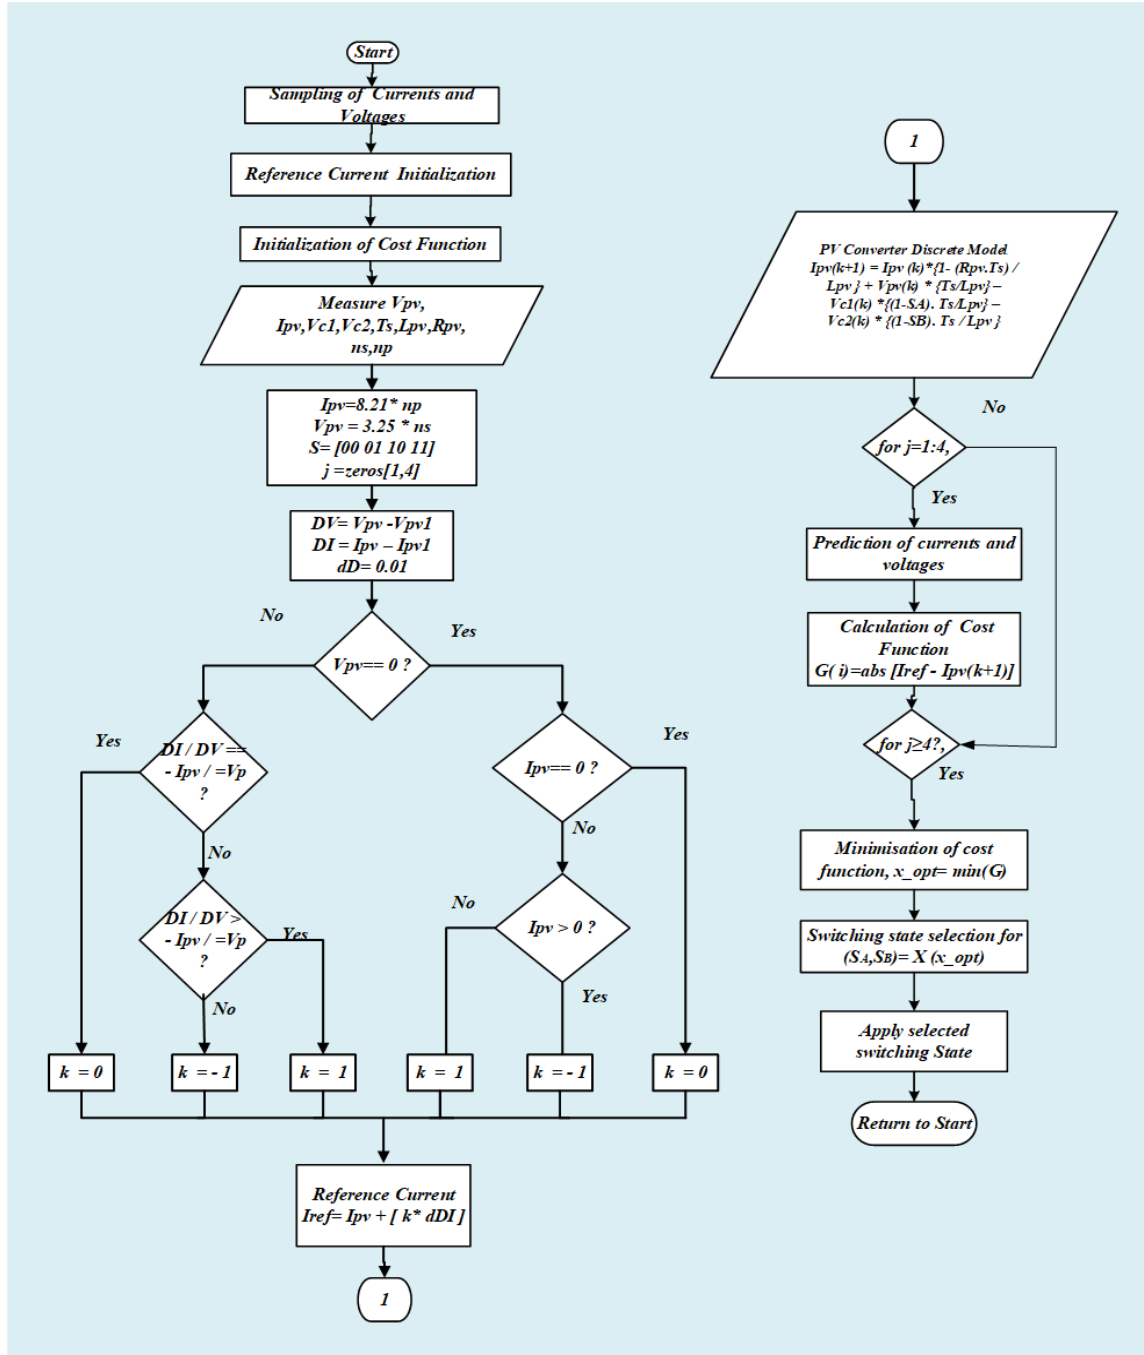 Start
Sampling of Currents and
Voltages
Reference Current Initialization
Initialization of Cost Function
Measure Vpv,
Ipv,Vc1,Vc2,Ts,Lpv,Rpv,
ns,np
Ipv=8.21* np
Vpv = 3.25 * ns
S= [00 01 10 11]
j =zeros[1,4]
DV= Vpv -Vpv1
DI = Ipv – Ipv1
dD= 0.01
No
Yes
Vpv== 0 ?
Yes
DI / DV ==
- Ipv / =Vp
?
No
DI / DV >
- Ipv / =Vp
?
Yes
No
Ipv== 0 ?
Yes
No
No
Ipv > 0 ?
Yes
k = 0
k = - 1
k = 1
k = 1
k = - 1
k = 0
Reference Current
Iref= Ipv + [ k* dDI ]
1
1
PV Converter Discrete Model
Ipv(k+1) = Ipv (k)*{1- (Rpv.Ts) /
Lpv } + Vpv(k) * {Ts/Lpv} –
Vc1(k) *{(1-SA). Ts/Lpv} –
Vc2(k) * {(1-SB). Ts / Lpv }
No
for j=1:4,
Yes
Prediction of currents and
voltages
Calculation of Cost
Function
G( i)=abs [Iref - Ipv(k+1)]
for j≥4?,
Yes
Minimisation of cost
function, x_opt= min(G)
Switching state selection for
(SA,SB)= X (x_opt)
Apply selected
switching State
Return to Start